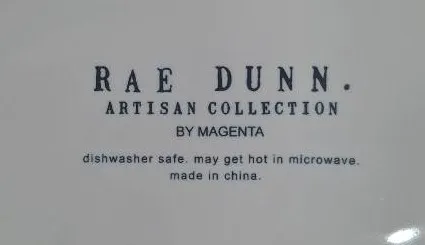 RAE DUNN.
ARTISAN COLLECTION
BY MAGENTA
dishwasher safe. may get hot in microwave.
made in china.